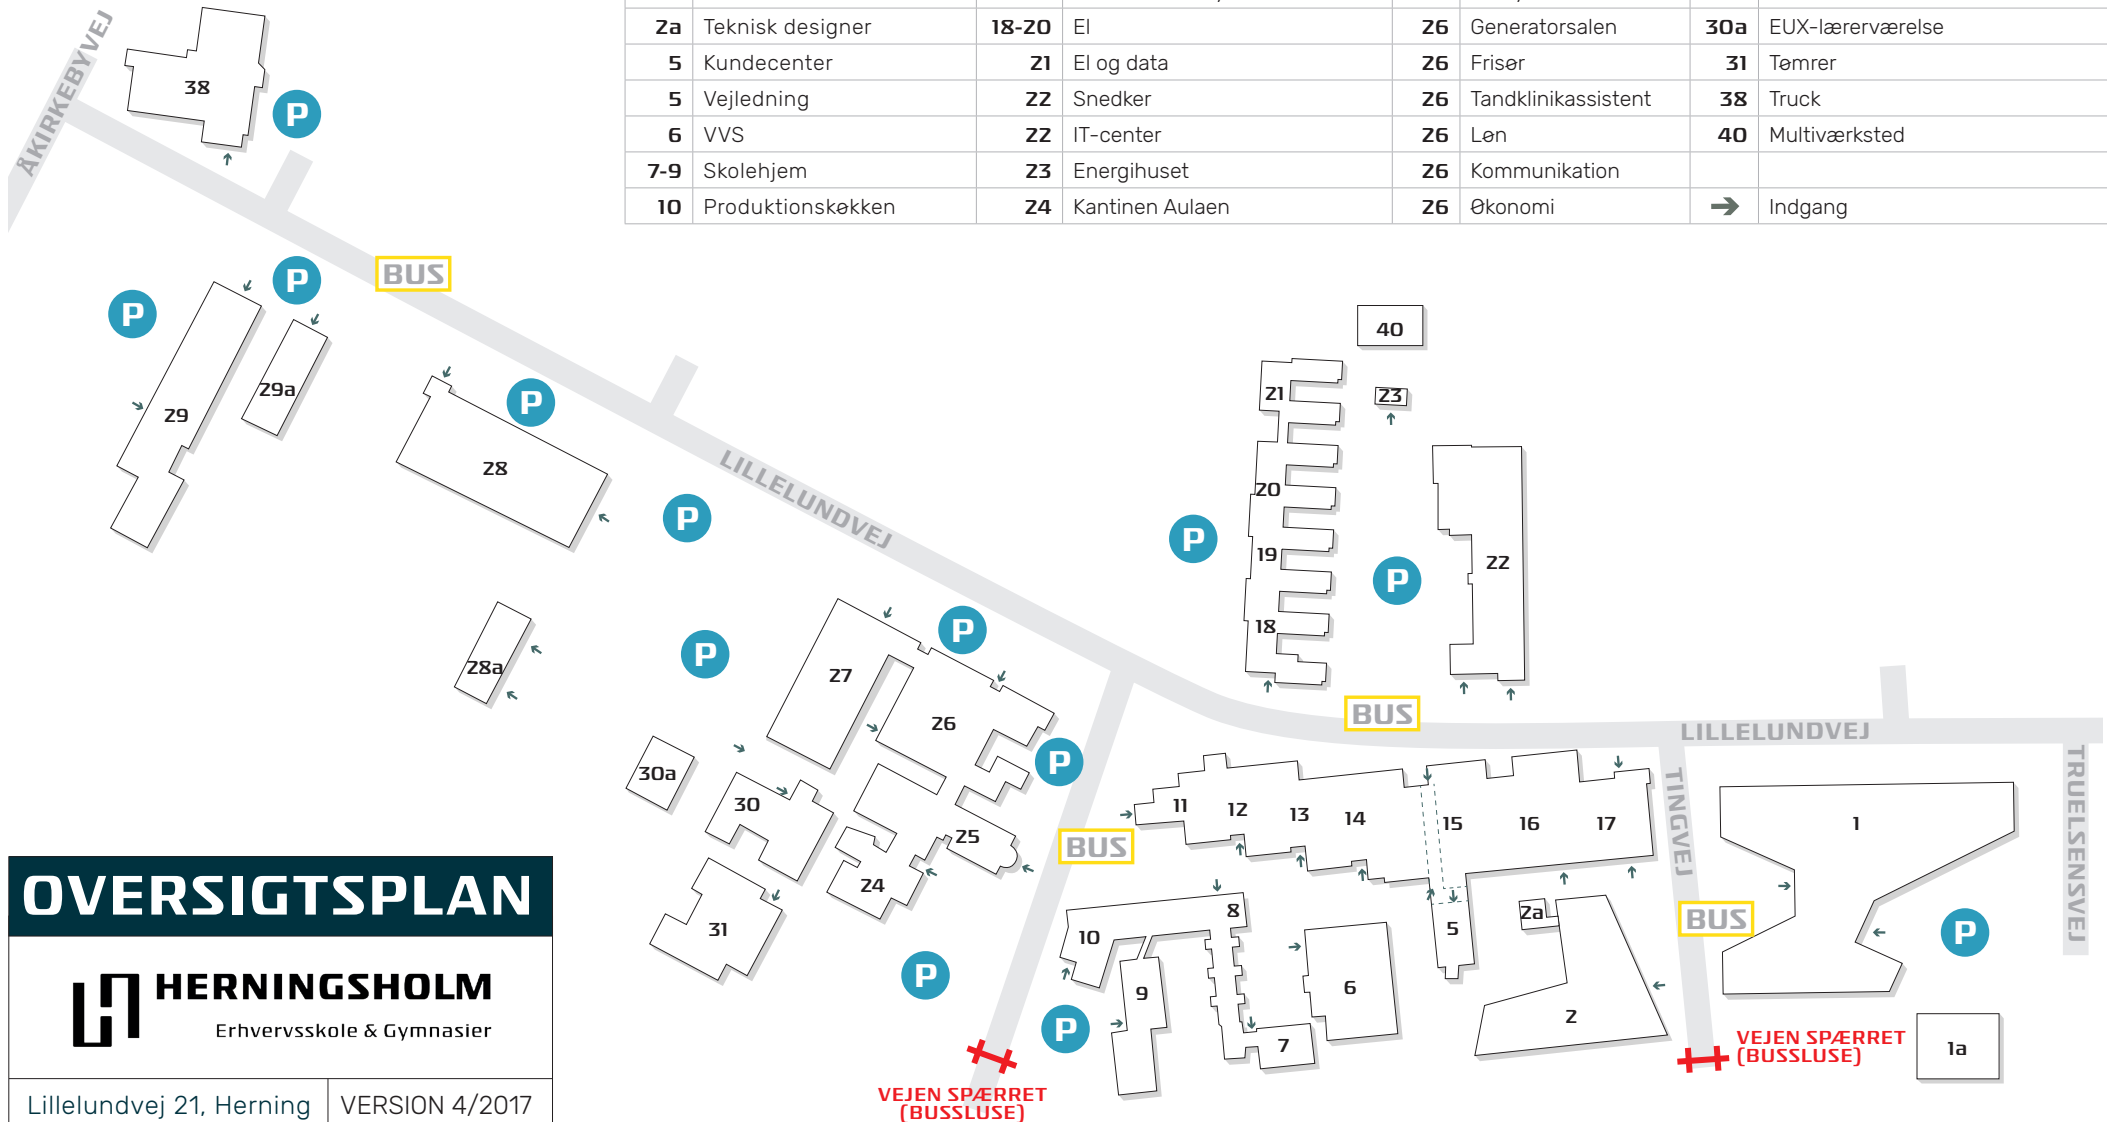 2a Teknisk designer 18-20 El 26 Generatorsalen 30a EUX-lærerværelse
5 Kundecenter 21 El og data 26 Frisør 31 Tømrer
5 Vejledning 22 Snedker 26 Tandklinikassistent 38 Truck
6 VVS 22 IT-center 26 Løn 40 Multiværksted
7-9 Skolehjem 23 Energihuset 26 Kommunikation
10 Produktionskøkken 24 Kantinen Aulaen 26 Økonomi → Indgang
ÅKIRKEBYVEJ
38
P
P
P
BUS
29
29a
28
P
P
LILLELUNDVEJ
40
21
23
20
19
18
22
P
P
28a
P
27
P
26
BUS
LILLELUNDVEJ
30a
30
P
25
24
31
BUS
11
12
13
14
15
16
17
TINGVEJ
1
TRUELSENSVEJ
8
10
9
7
6
5
2a
2
BUS
P
P
P
1a
VEJEN SPÆRRET
(BUSSLUSE)
VEJEN SPÆRRET
(BUSSLUSE)
OVERSIGTSPLAN
HERNINGSHOLM
Erhvervsskole & Gymnasier
Lillelundvej 21, Herning
VERSION 4/2017